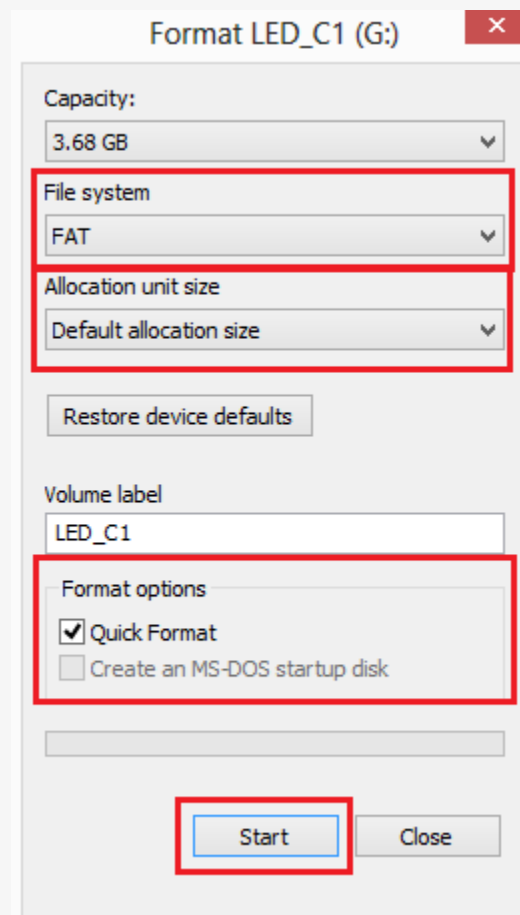 Format LED_C1 (G:)
Capacity:
3.68 GB
File system
FAT
Allocation unit size
Default allocation size
Restore device defaults
Volume label
LED_C1
Format options
Quick Format
Create an MS-DOS startup disk
Start Close